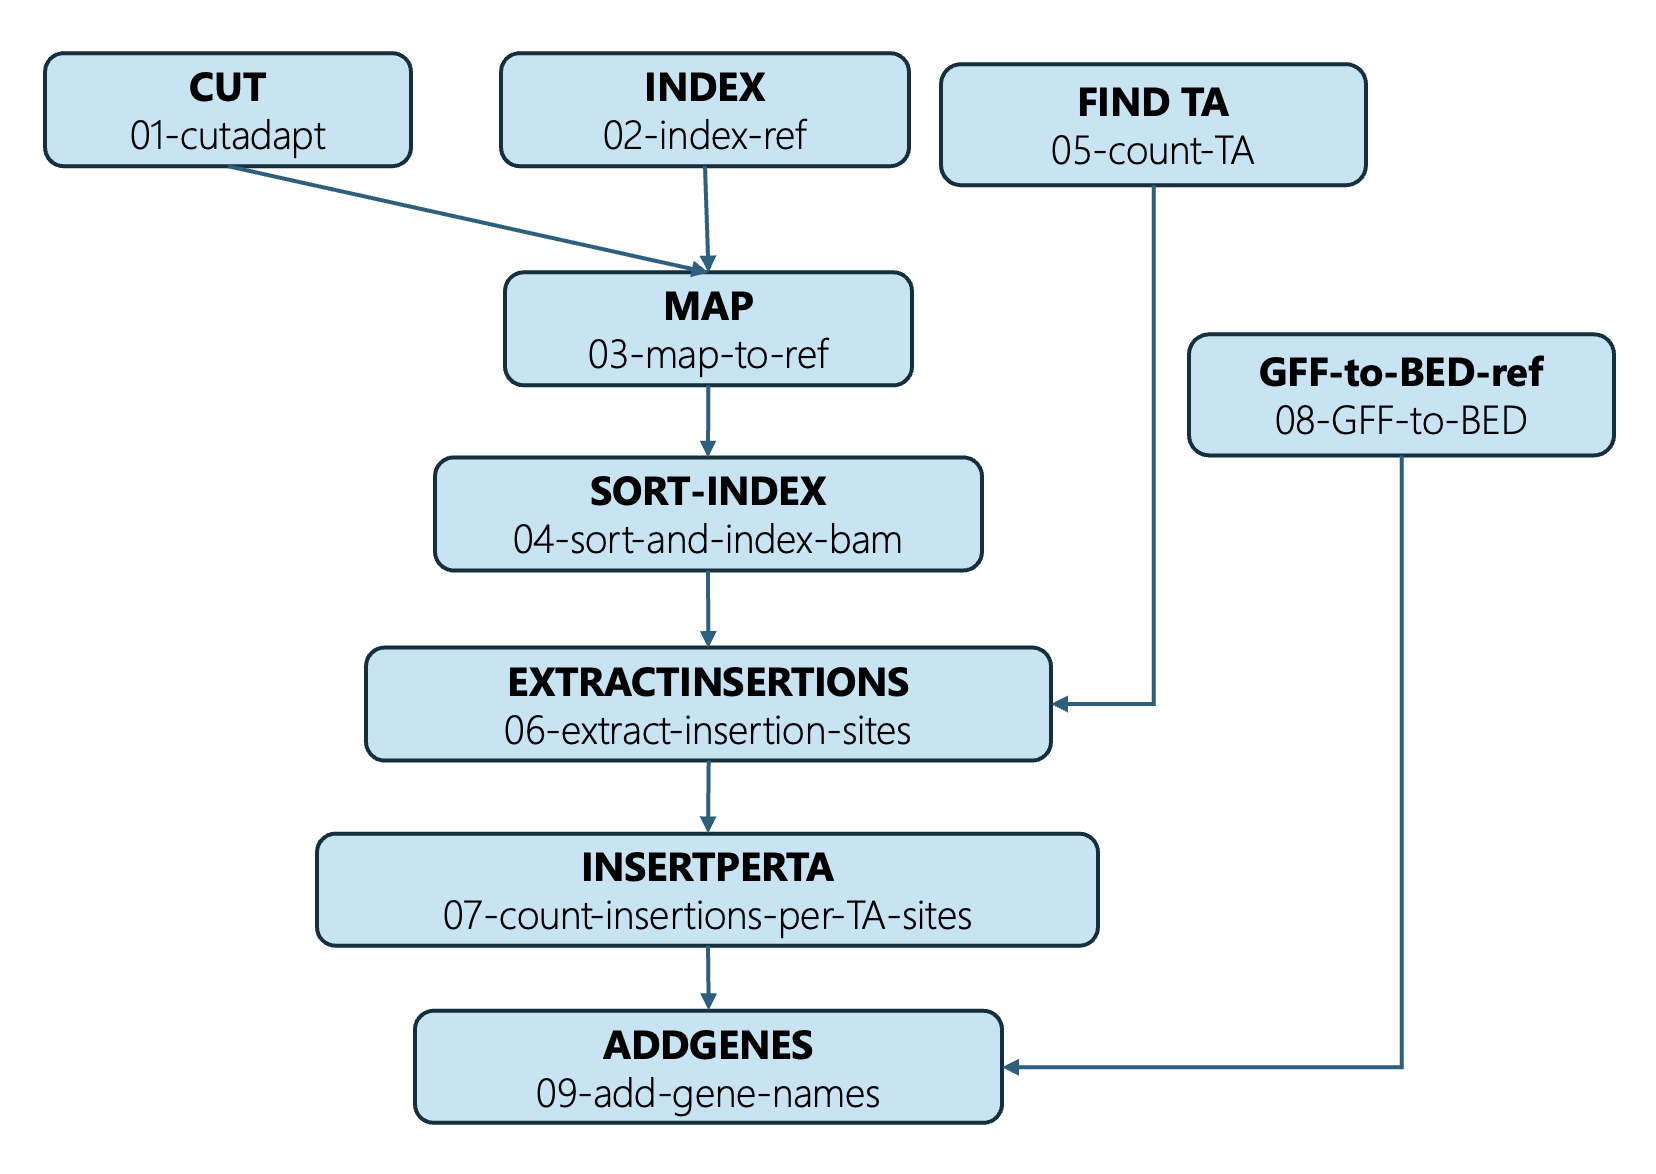 CUT
01-cutadapt
INDEX
02-index-ref
FIND TA
05-count-TA
MAP
03-map-to-ref
GFF-to-BED-ref
08-GFF-to-BED
SORT-INDEX
04-sort-and-index-bam
EXTRACTINSERTIONS
06-extract-insertion-sites
INSERTPERTA
07-count-insertions-per-TA-sites
ADDGENES
09-add-gene-names